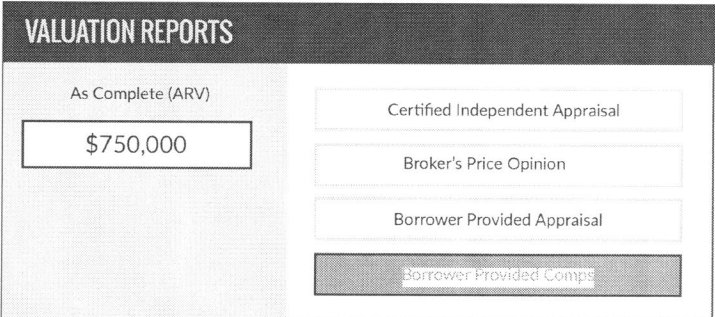 VALUATION REPORTS
As Complete (ARV)
$750,000
Certified Independent Appraisal
Broker's Price Opinion
Borrower Provided Appraisal
Borrower Provided Comps